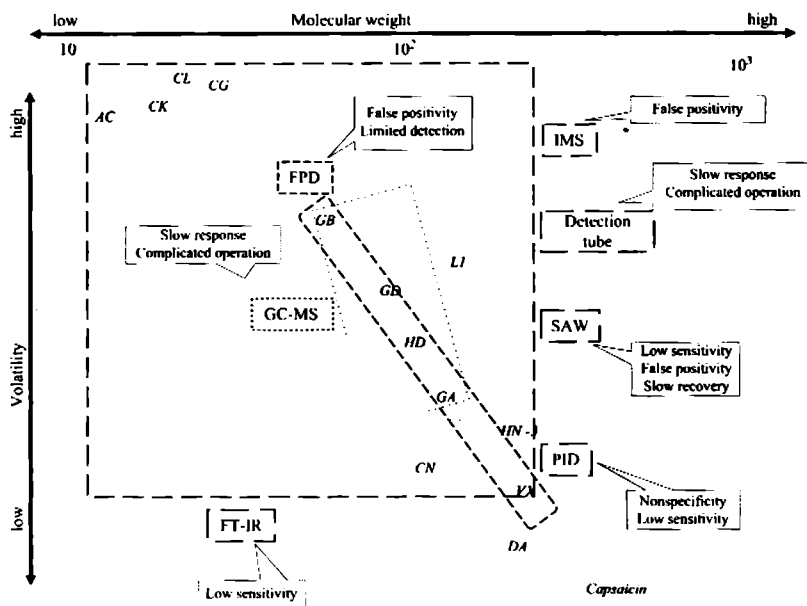 low Molecular weight high
10 10² 10³
high
Volatility
low
CL
CG
CK
AC
False positivity
Limited detection
False positivity
IMS
FPD
Slow response
Complicated operation
GB
Detection
tube
Slow response
Complicated operation
L1
GD
GC-MS
SAW
HD
Low sensitivity
False positivity
Slow recovery
GA
HN
CN
PID
VX
Nonspecificity
Low sensitivity
FT-IR
DA
Low sensitivity
Capsaicin